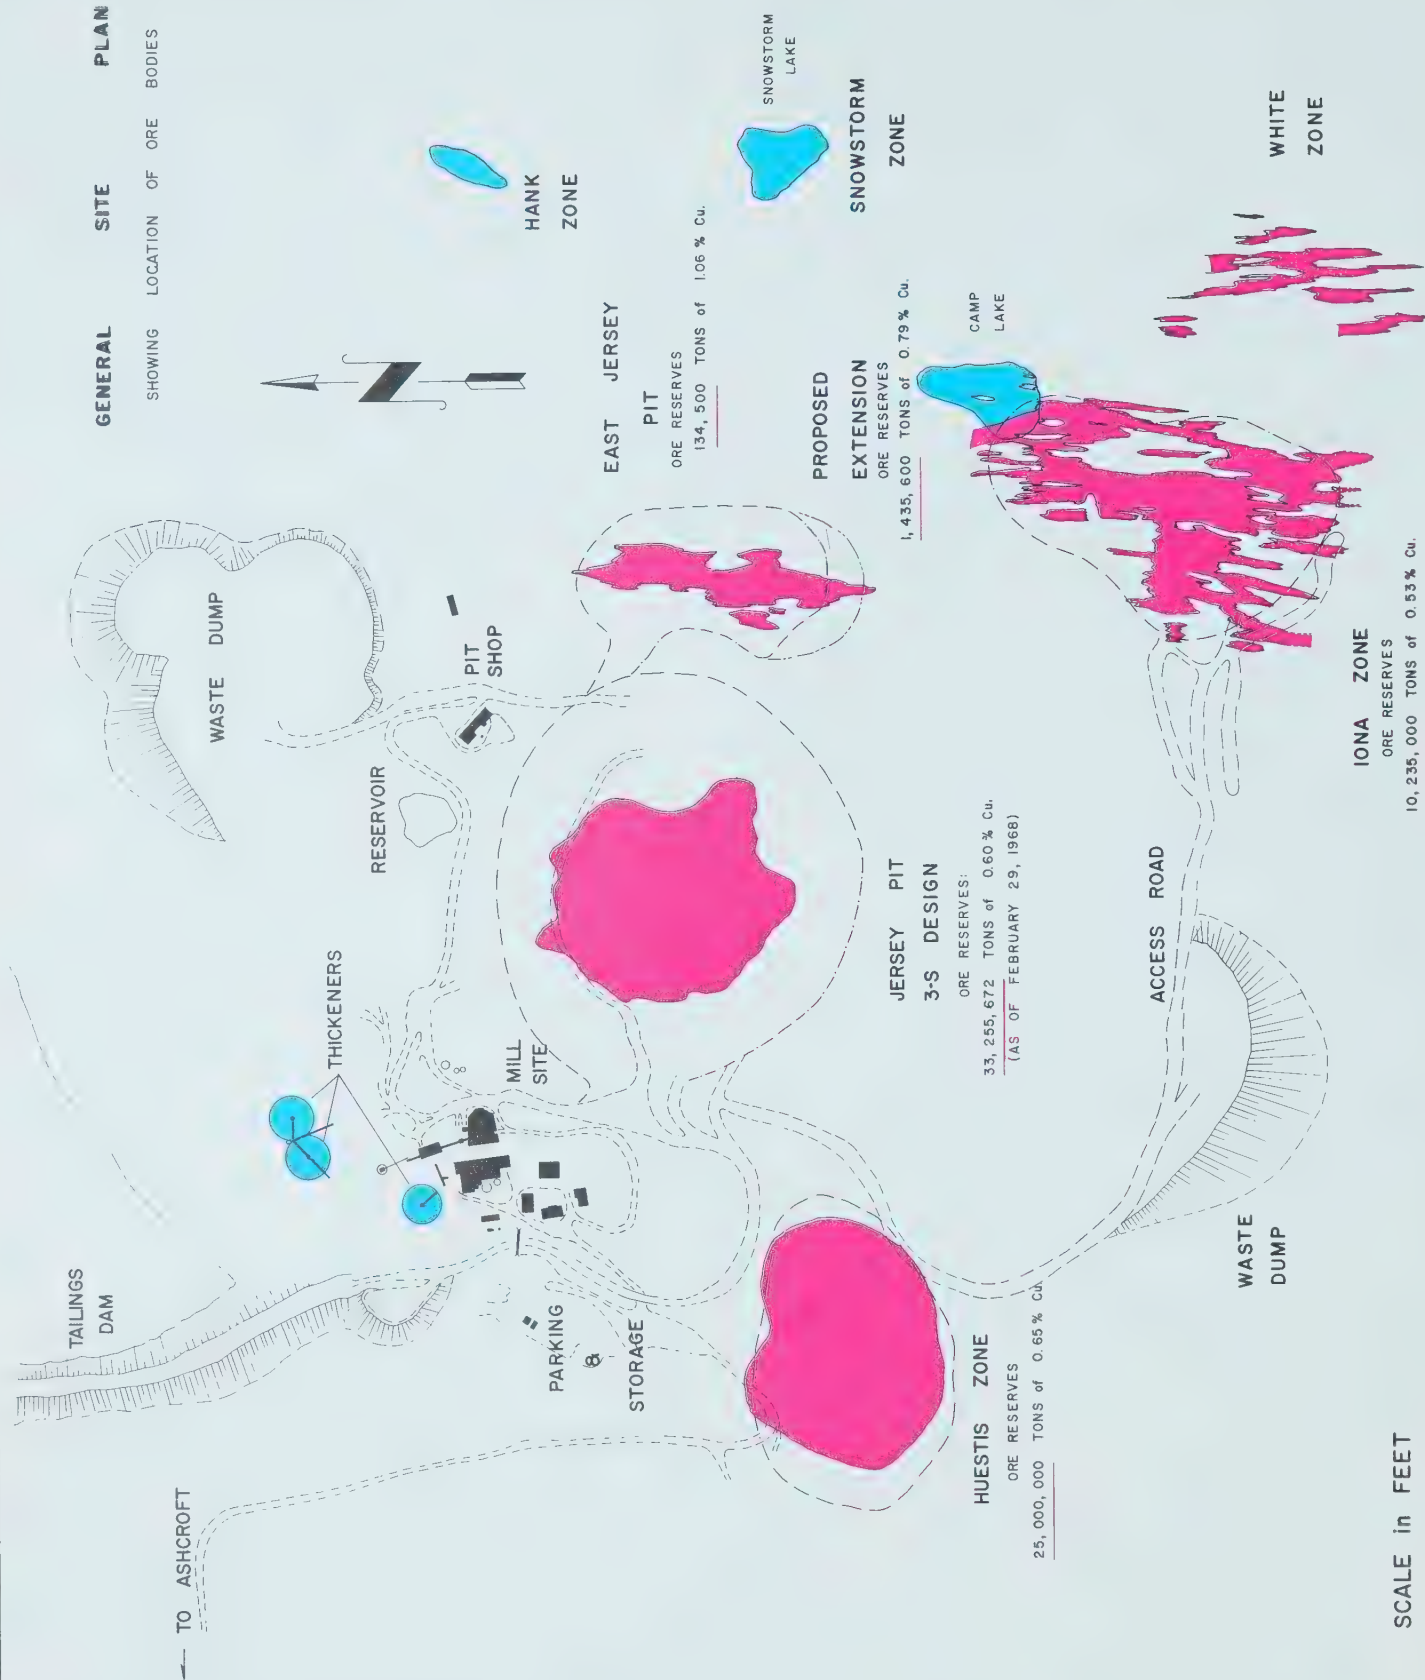 GENERAL SITE PLAN
SHOWING LOCATION OF ORE BODIES
TO ASHCROFT
TAILINGS
DAM
THICKENERS
WASTE DUMP
RESERVOIR
PIT
SHOP
HANK
ZONE
MILL
SITE
PARKING
&
STORAGE
EAST JERSEY
PIT
ORE RESERVES
134,500 TONS of 1.06 % Cu.
SNOWSTORM
LAKE
SNOWSTORM
ZONE
PROPOSED
EXTENSION
ORE RESERVES
1,435,600 TONS of 0.79% Cu.
JERSEY PIT
3-S DESIGN
ORE RESERVES:
33,255,672 TONS of 0.60% Cu.
(AS OF FEBRUARY 29, 1968)
CAMP
LAKE
HUESTIS ZONE
ORE RESERVES
25,000,000 TONS of 0.65% Cu.
ACCESS ROAD
WASTE
DUMP
WHITE
ZONE
IONA ZONE
ORE RESERVES
10,235,000 TONS of 0.53% Cu.
SCALE in FEET